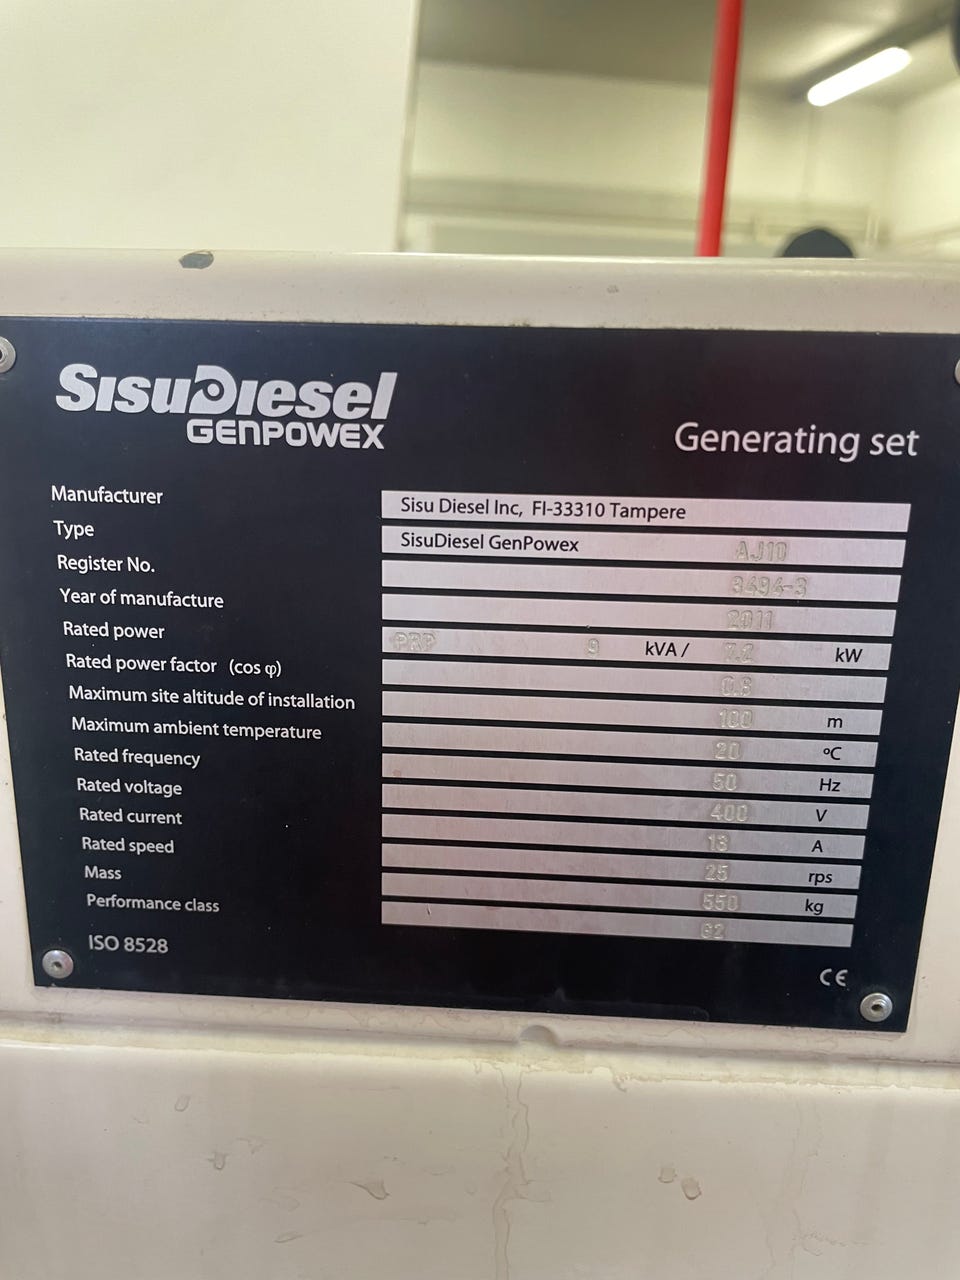 SisuDiesel
GENPOWEX
Generating set
Manufacturer Sisu Diesel Inc, FI-33310 Tampere
Type SisuDiesel GenPowex AJ10
Register No. 3494-3
Year of manufacture 2011
Rated power PRP 9 kVA / 7.2 kW
Rated power factor (cos φ) 0.8
Maximum site altitude of installation 100 m
Maximum ambient temperature 20 °C
Rated frequency 50 Hz
Rated voltage 400 V
Rated current 13 A
Rated speed 25 rps
Mass 550 kg
Performance class G2
ISO 8528
CE